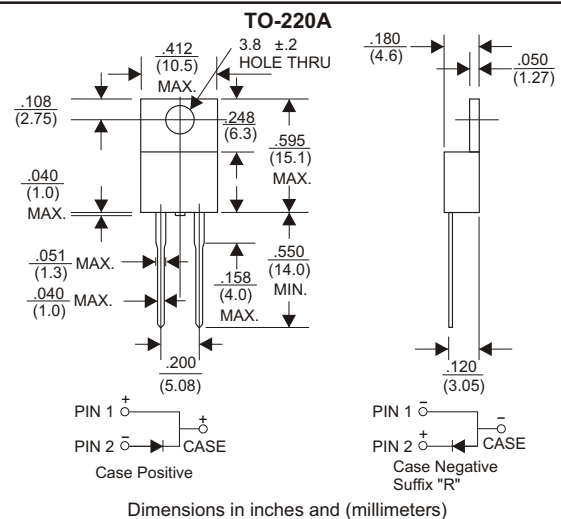 TO-220A
.412
(10.5)
MAX.
3.8 ±.2
HOLE THRU
.180
(4.6)
.050
(1.27)
.108
(2.75)
.248
(6.3)
.595
(15.1)
MAX.
.040
(1.0)
MAX.
.051
(1.3)
MAX.
.040
(1.0)
MAX.
.158
(4.0)
MAX.
.550
(14.0)
MIN.
.200
(5.08)
.120
(3.05)
PIN 1 +
PIN 2 -
+
CASE
Case Positive
PIN 1 -
PIN 2 +
-
CASE
Case Negative
Suffix "R"
Dimensions in inches and (millimeters)